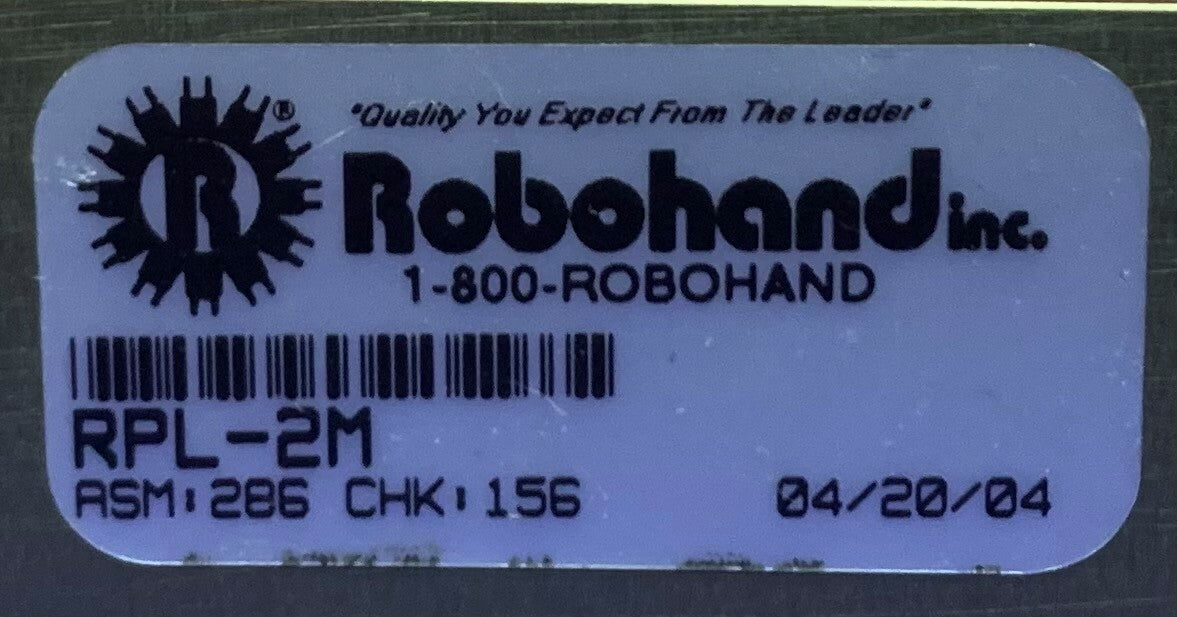 R®
"Quality You Expect From The Leader"
Robohand inc.
1-800-ROBOHAND
RPL-2M
ASM:286 CHK:156 04/20/04